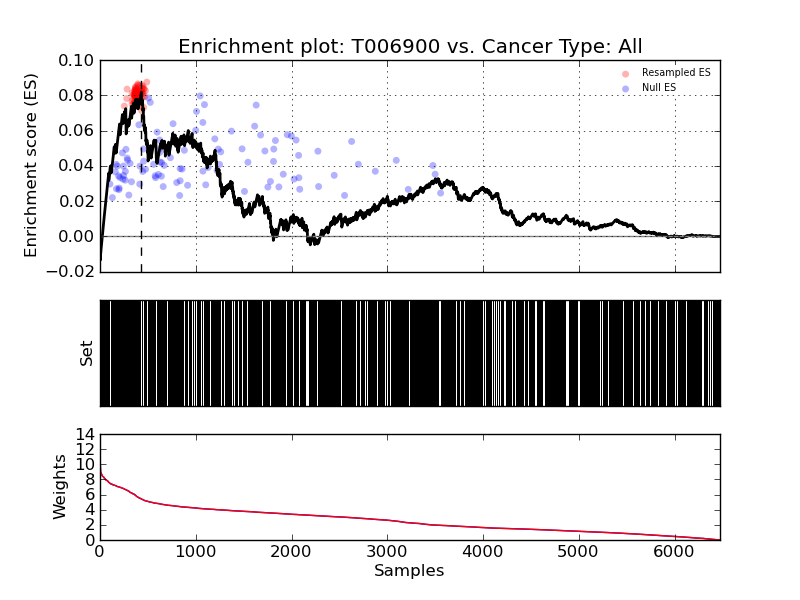 Enrichment plot: T006900 vs. Cancer Type: All
Enrichment score (ES)
0.10
0.08
0.06
0.04
0.02
0.00
−0.02
Resampled ES
Null ES
Set
Weights
14
12
10
8
6
4
2
0
0 1000 2000 3000 4000 5000 6000
Samples